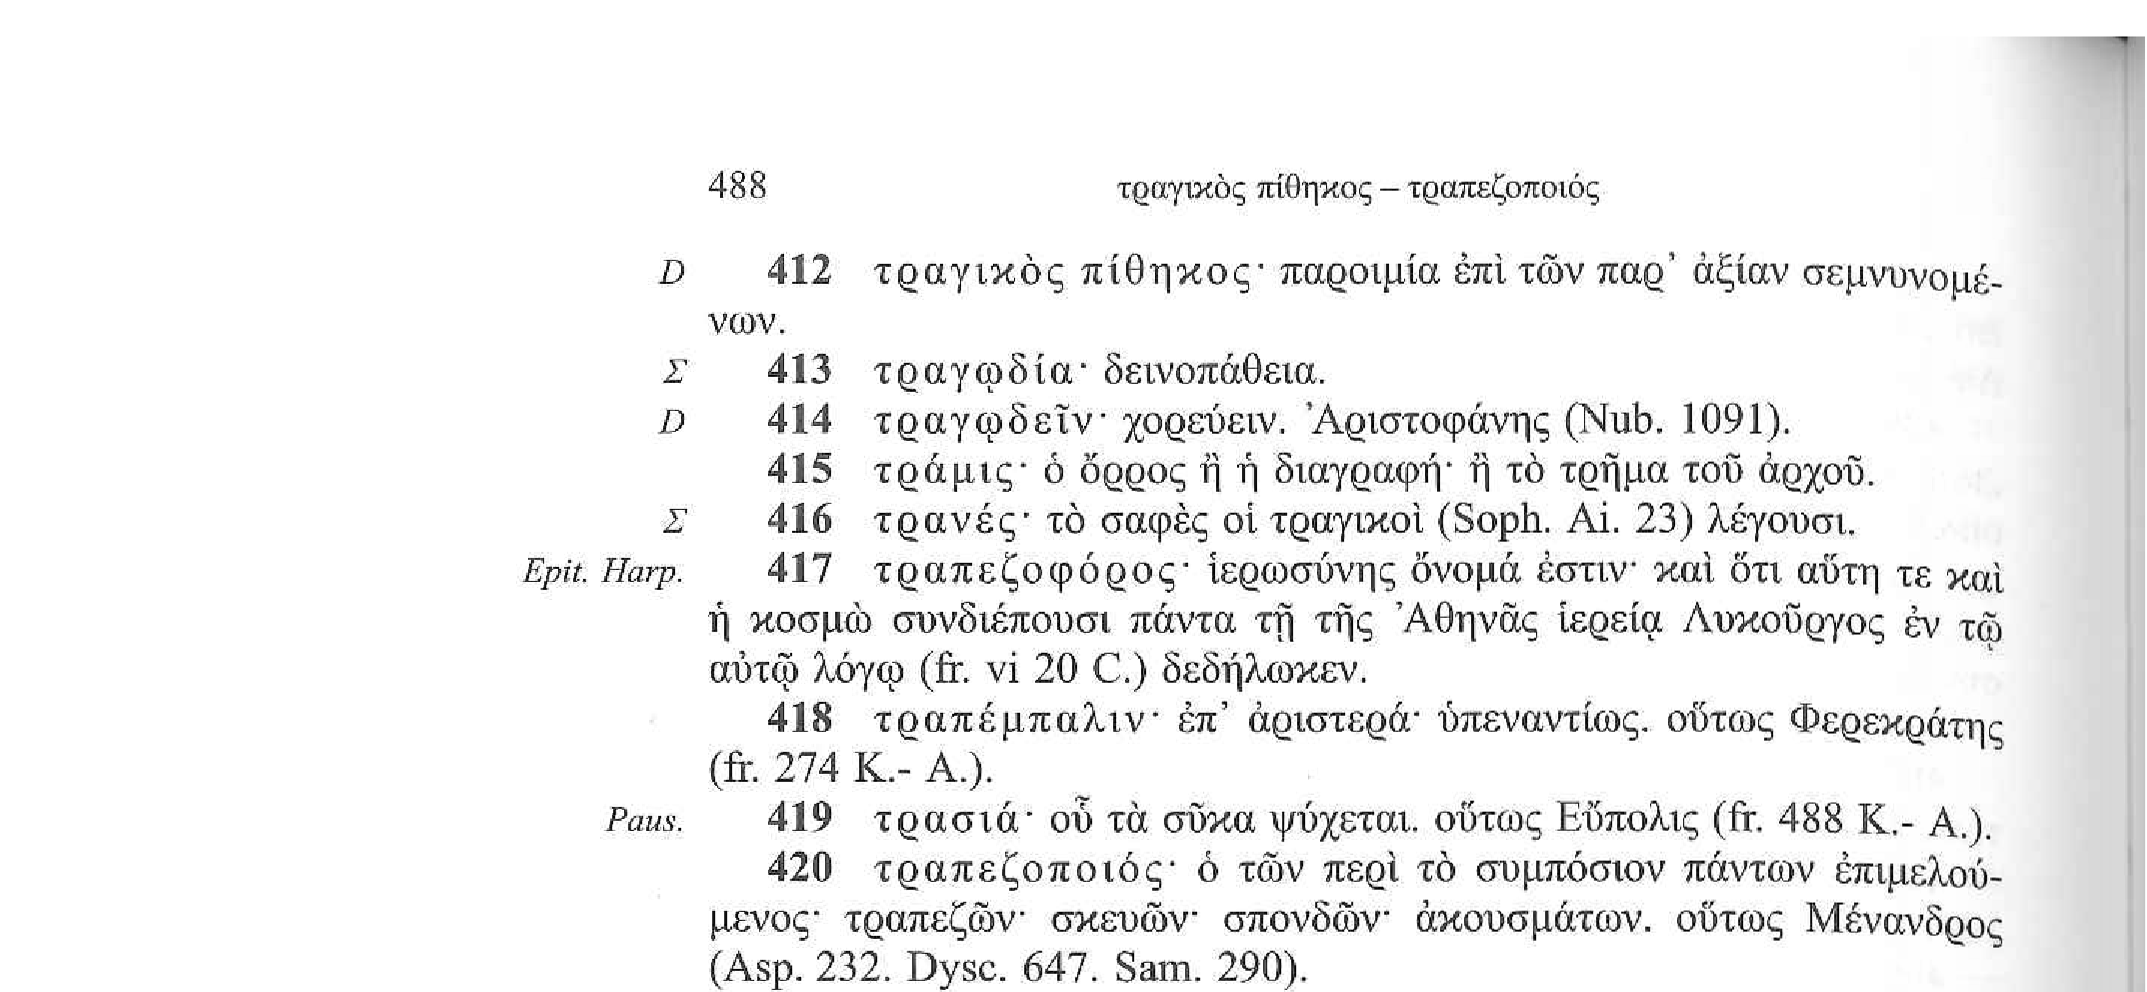 488 τραγικὸς πίθηκος – τραπεζοποιός
D 412 τραγικὸς πίθηκος· παροιμία ἐπὶ τῶν παρ’ ἀξίαν σεμνυνομέ-
νων.
Σ 413 τραγῳδία· δεινοπάθεια.
D 414 τραγῳδεῖν· χορεύειν. Ἀριστοφάνης (Nub. 1091).
415 τράμις· ὁ ὄρρος ἢ ἡ διαγραφή· ἢ τὸ τρῆμα τοῦ ἀρχοῦ.
Σ 416 τρανές· τὸ σαφὲς οἱ τραγικοὶ (Soph. Ai. 23) λέγουσι.
Epit. Harp. 417 τραπεζοφόρος· ἱερωσύνης ὄνομά ἐστιν· καὶ ὅτι αὕτη τε καὶ
ἡ κοσμὼ συνδιέπουσι πάντα τῇ τῆς Ἀθηνᾶς ἱερείᾳ Λυκοῦργος ἐν τῷ
αὐτῷ λόγῳ (fr. vi 20 C.) δεδήλωκεν.
418 τραπέμπαλιν· ἐπ’ ἀριστερά· ὑπεναντίως. οὕτως Φερεκράτης
(fr. 274 K.- A.).
Paus. 419 τρασιά· οὗ τὰ σῦκα ψύχεται. οὕτως Εὔπολις (fr. 488 K.- A.).
420 τραπεζοποιός· ὁ τῶν περὶ τὸ συμπόσιον πάντων ἐπιμελού-
μενος· τραπεζῶν· σκευῶν· σπονδῶν· ἀκουσμάτων. οὕτως Μένανδρος
(Asp. 232. Dysc. 647. Sam. 290).